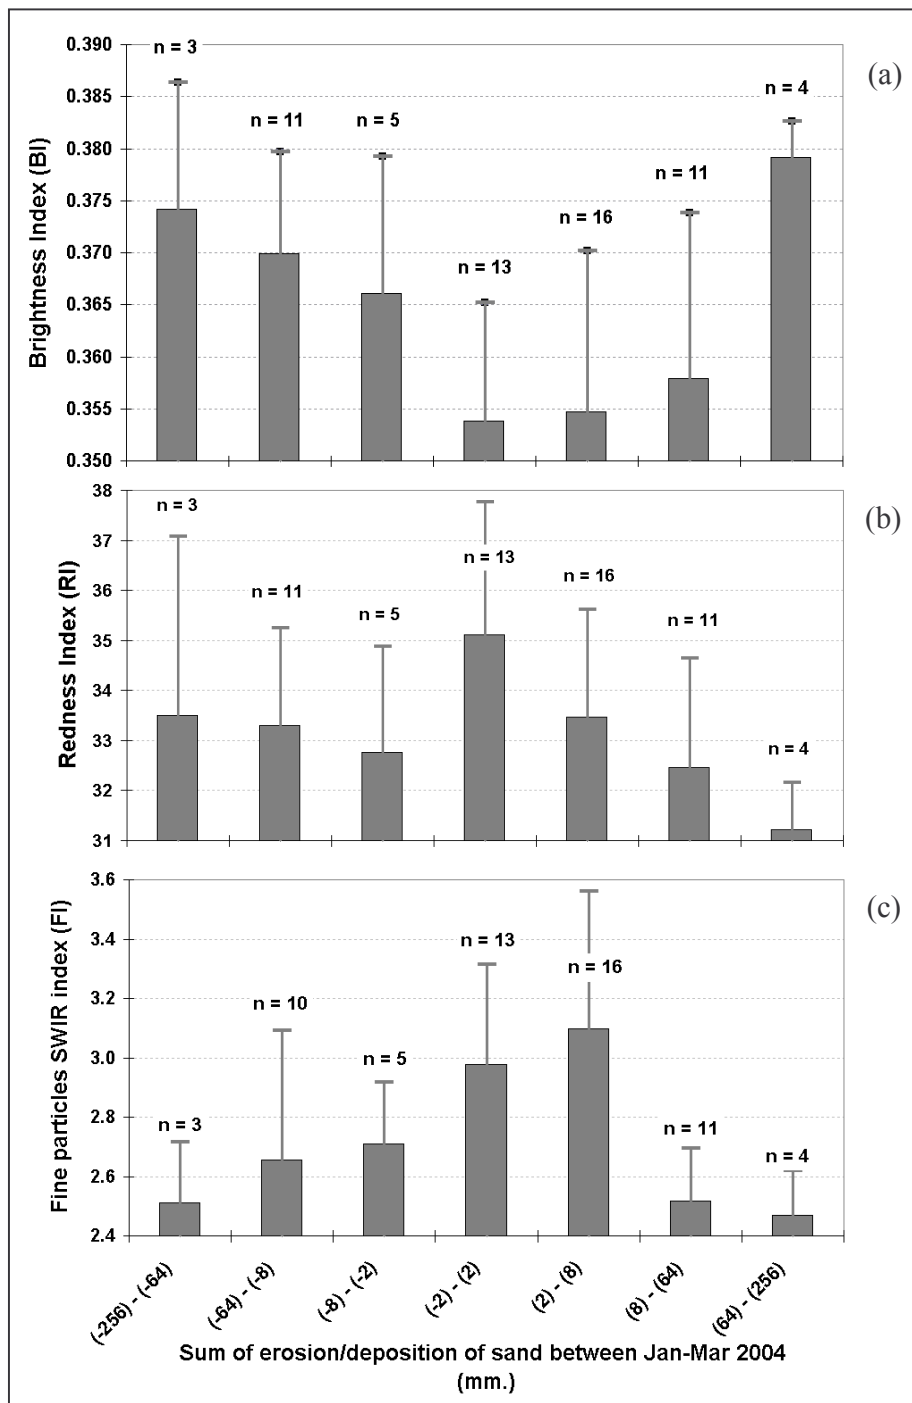 (a)
Brightness Index (BI)
0.390
0.385
0.380
0.375
0.370
0.365
0.360
0.355
0.350
n = 3
n = 11
n = 5
n = 13
n = 16
n = 11
n = 4
(b)
Redness Index (RI)
38
37
36
35
34
33
32
31
n = 3
n = 11
n = 5
n = 13
n = 16
n = 11
n = 4
(c)
Fine particles SWIR index (FI)
3.6
3.4
3.2
3.0
2.8
2.6
2.4
n = 3
n = 10
n = 5
n = 13
n = 16
n = 11
n = 4
(-256) - (-64)
(-64) - (-8)
(-8) - (-2)
(-2) - (2)
(2) - (8)
(8) - (64)
(64) - (256)
Sum of erosion/deposition of sand between Jan-Mar 2004
(mm.)